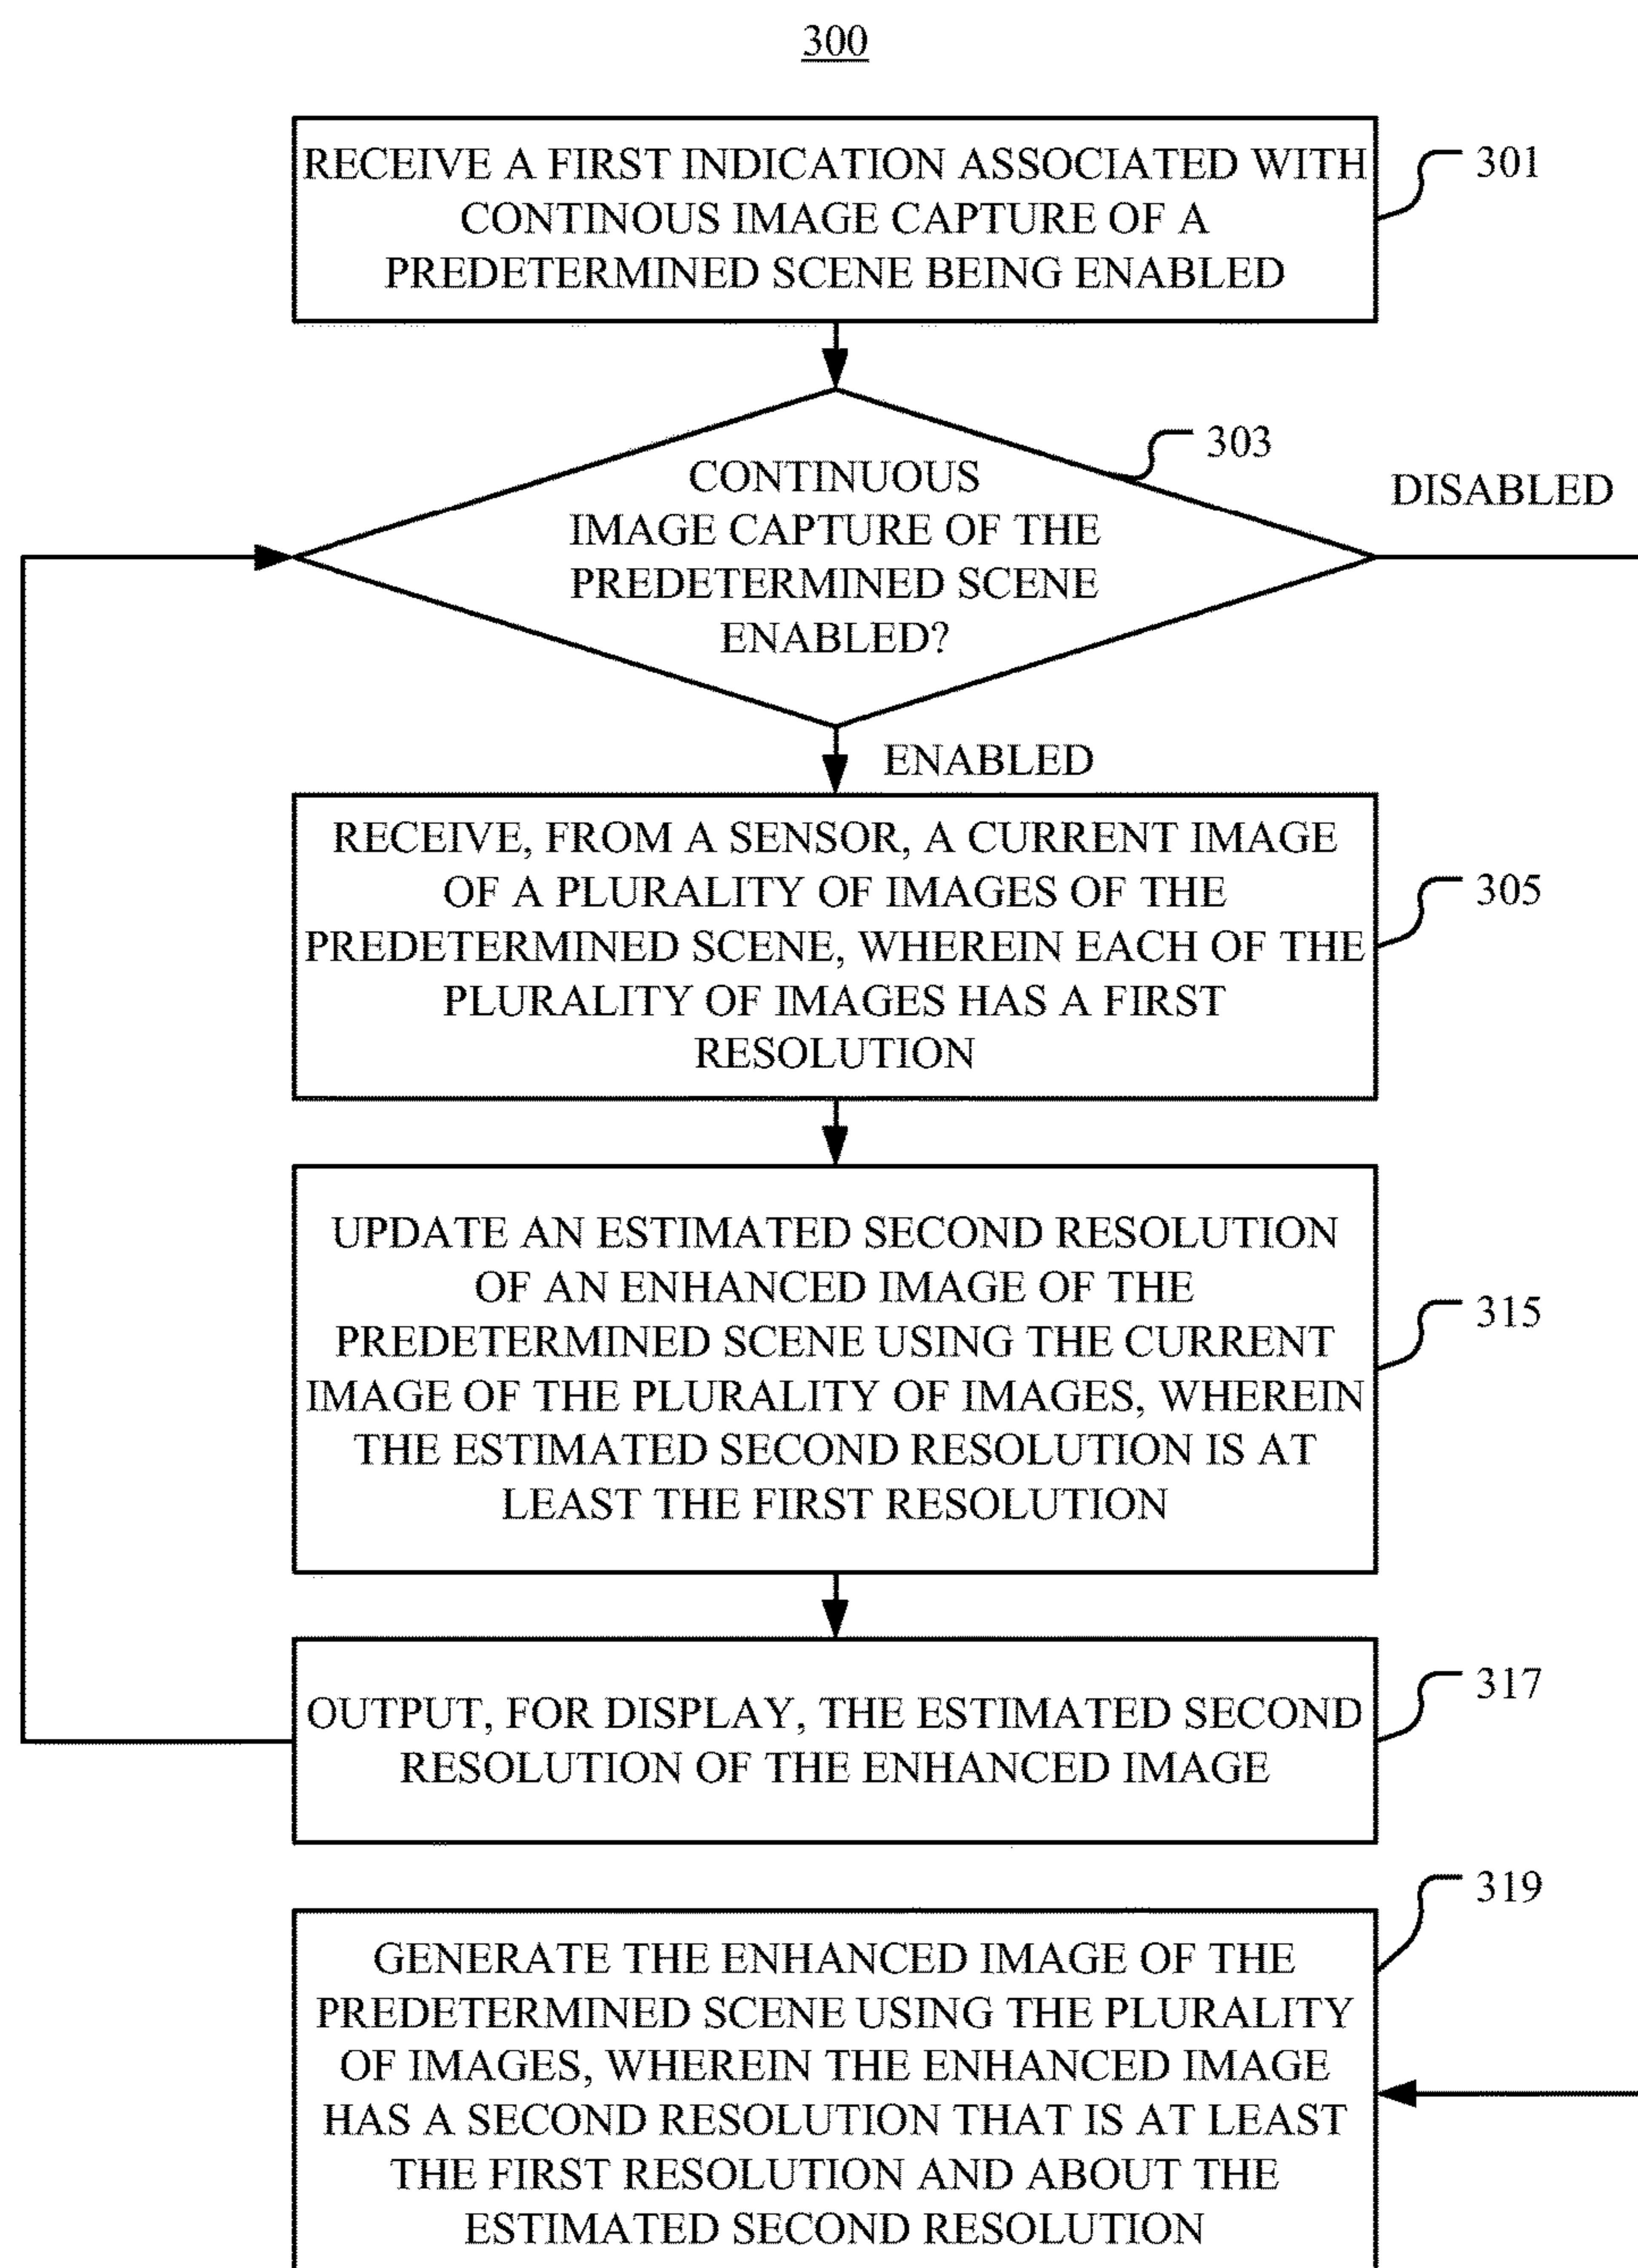 300
RECEIVE A FIRST INDICATION ASSOCIATED WITH
CONTINOUS IMAGE CAPTURE OF A
PREDETERMINED SCENE BEING ENABLED
301
303
CONTINUOUS
IMAGE CAPTURE OF THE
PREDETERMINED SCENE
ENABLED?
DISABLED
ENABLED
RECEIVE, FROM A SENSOR, A CURRENT IMAGE
OF A PLURALITY OF IMAGES OF THE
PREDETERMINED SCENE, WHEREIN EACH OF THE
PLURALITY OF IMAGES HAS A FIRST
RESOLUTION
305
UPDATE AN ESTIMATED SECOND RESOLUTION
OF AN ENHANCED IMAGE OF THE
PREDETERMINED SCENE USING THE CURRENT
IMAGE OF THE PLURALITY OF IMAGES, WHEREIN
THE ESTIMATED SECOND RESOLUTION IS AT
LEAST THE FIRST RESOLUTION
315
OUTPUT, FOR DISPLAY, THE ESTIMATED SECOND
RESOLUTION OF THE ENHANCED IMAGE
317
319
GENERATE THE ENHANCED IMAGE OF THE
PREDETERMINED SCENE USING THE PLURALITY
OF IMAGES, WHEREIN THE ENHANCED IMAGE
HAS A SECOND RESOLUTION THAT IS AT LEAST
THE FIRST RESOLUTION AND ABOUT THE
ESTIMATED SECOND RESOLUTION